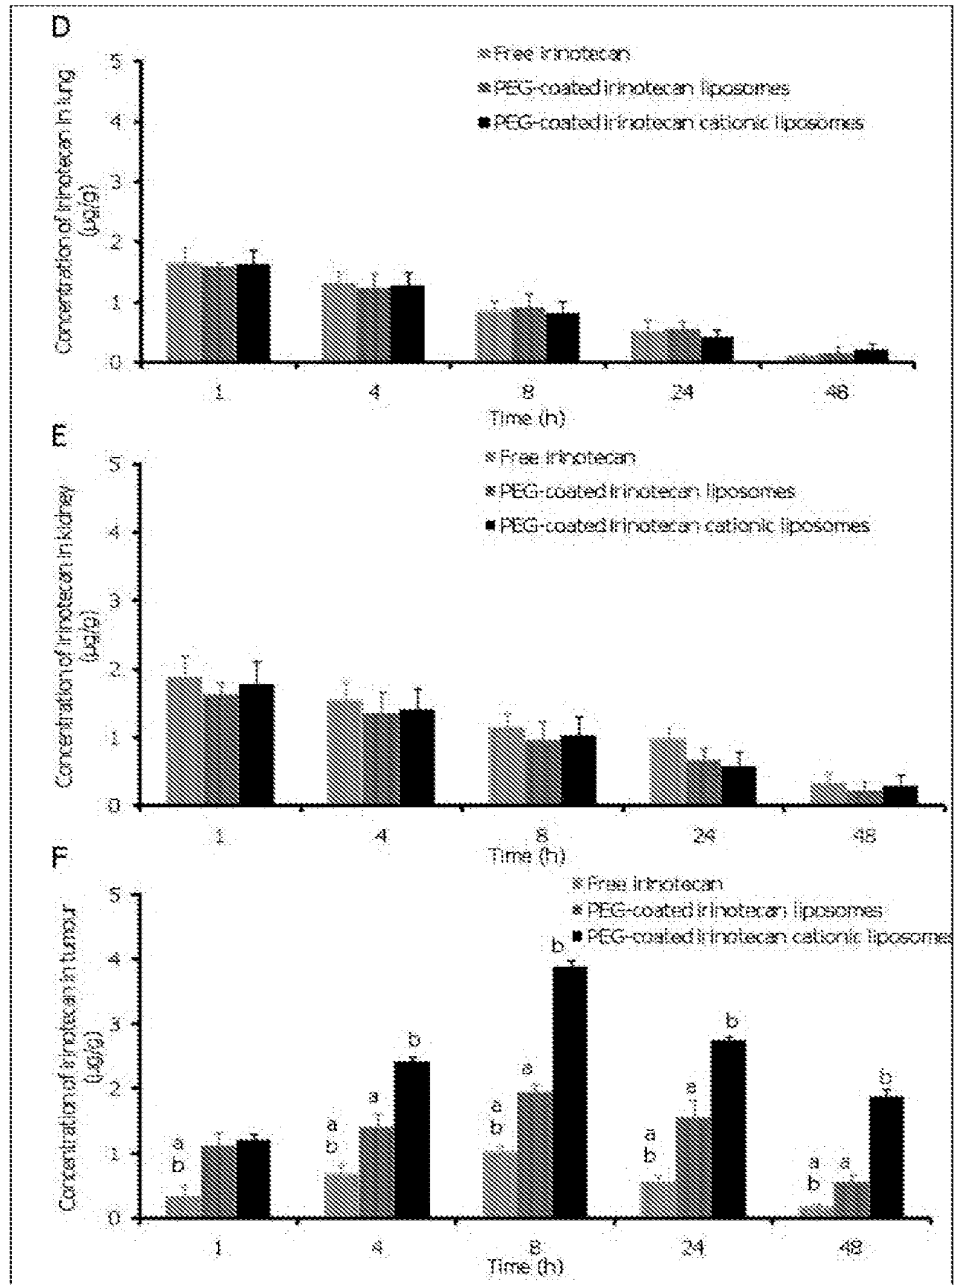 D
Free irinotecan
PEG-coated irinotecan liposomes
PEG-coated irinotecan cationic liposomes
Concentration of irinotecan in lung
(µg/g)
5
4
3
2
1
0
1 4 8 24 48
Time (h)
E
Free irinotecan
PEG-coated irinotecan liposomes
PEG-coated irinotecan cationic liposomes
Concentration of irinotecan in kidney
(µg/g)
5
4
3
2
1
0
1 4 8 24 48
Time (h)
F
Free irinotecan
PEG-coated irinotecan liposomes
PEG-coated irinotecan cationic liposomes
Concentration of irinotecan in tumour
(µg/g)
5
4
3
2
1
0
b
b b
a a
a b
a a a a a
b b b b b
1 4 8 24 48
Time (h)